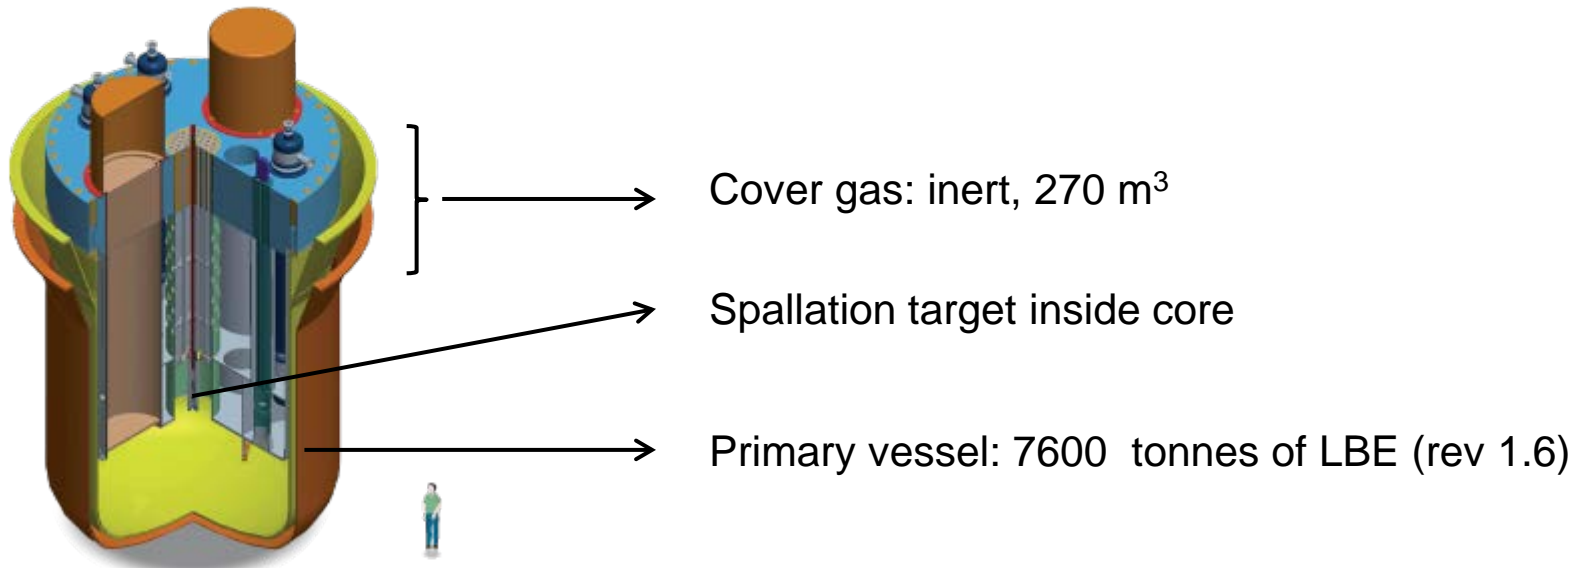 Cover gas: inert, 270 m³
Spallation target inside core
Primary vessel: 7600 tonnes of LBE (rev 1.6)